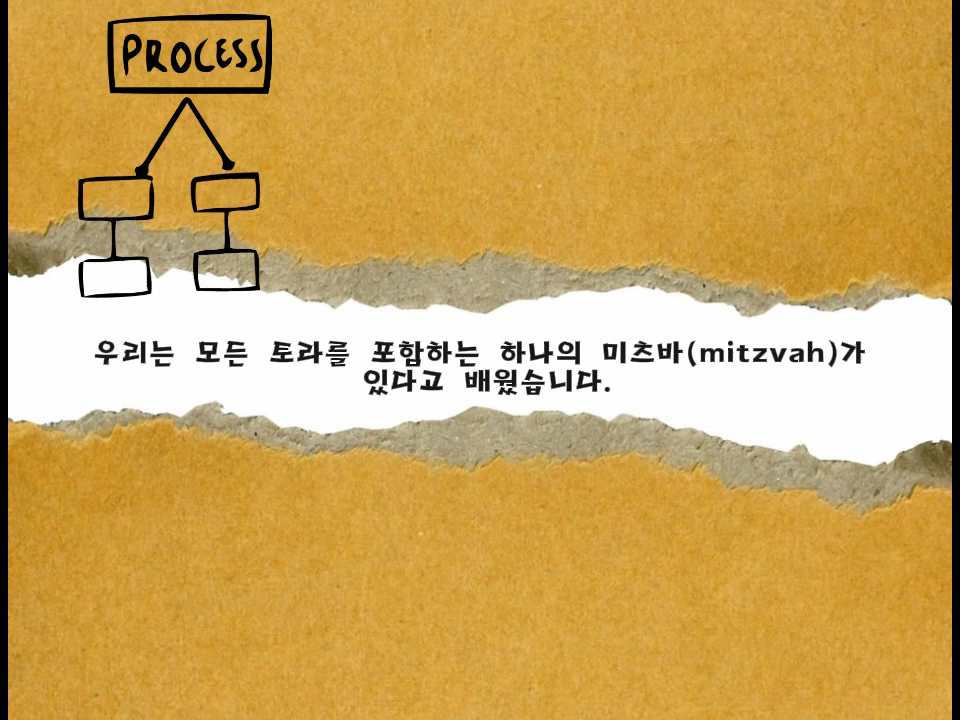 PROCESS
우리는 모든 토라를 포함하는 하나의 미츠바(mitzvah)가
있다고 배웠습니다.